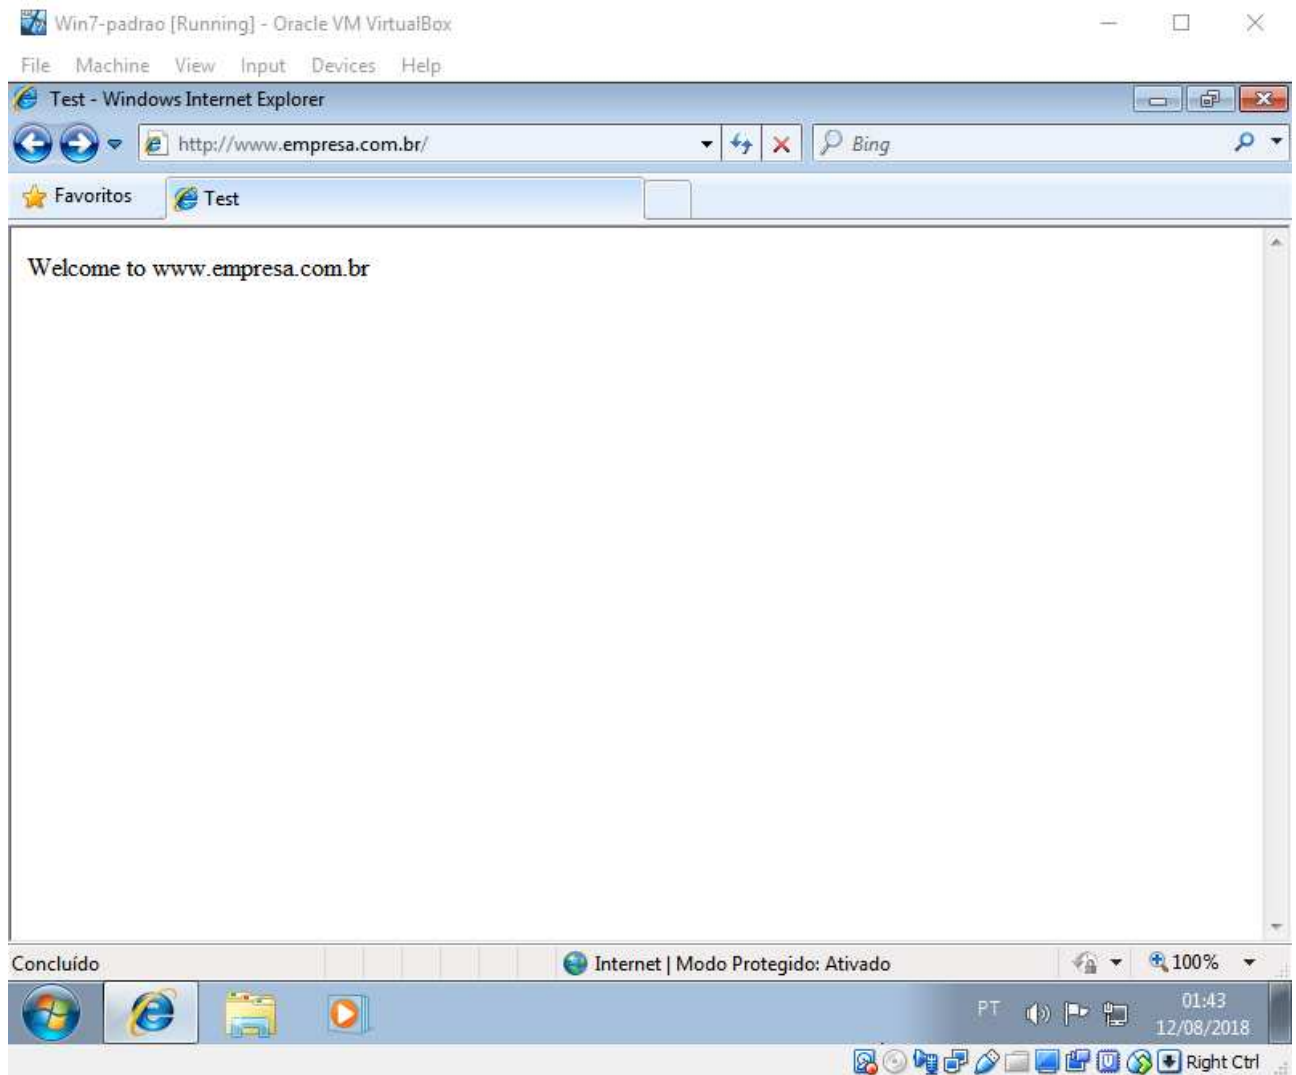 Win7-padrao [Running] - Oracle VM VirtualBox
File Machine View Input Devices Help
Test - Windows Internet Explorer
http://www.empresa.com.br/
Bing
Favoritos
Test
Welcome to www.empresa.com.br
Concluído
Internet | Modo Protegido: Ativado
100%
PT
01:43
12/08/2018
Right Ctrl